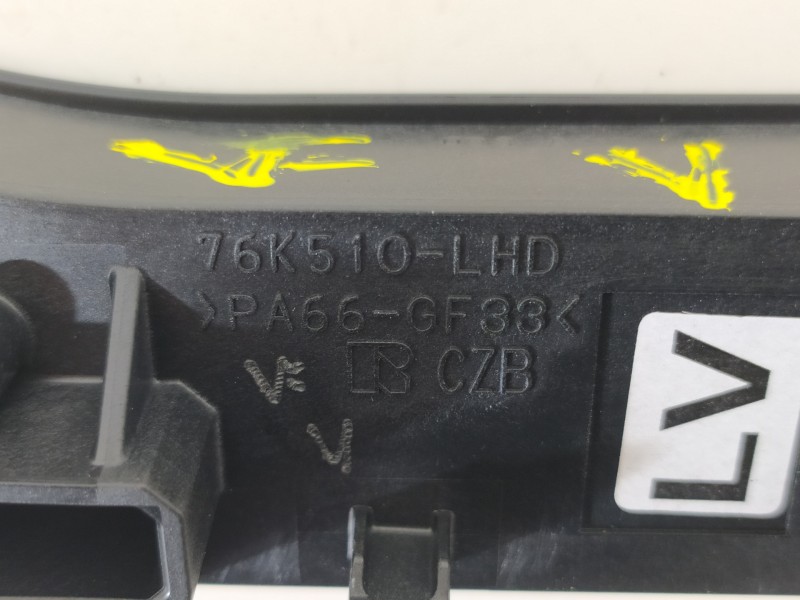 76K510-LHD
>PA66-GF33<
R CZB
LV